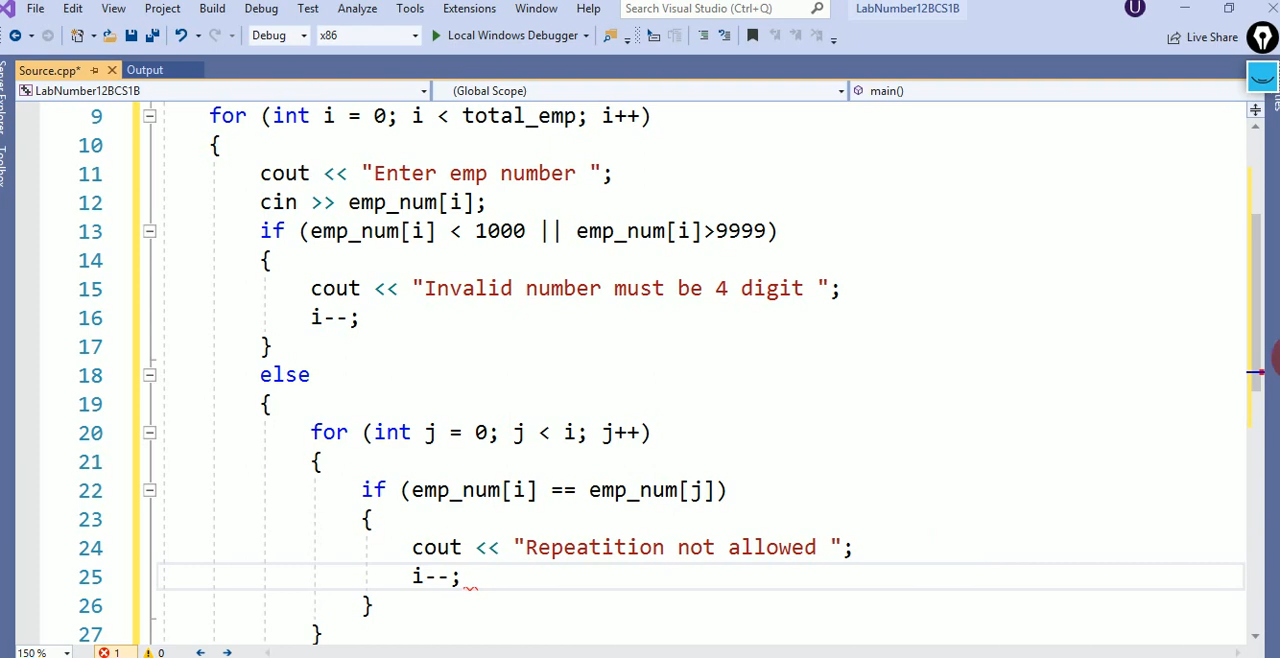 File Edit View Project Build Debug Test Analyze Tools Extensions Window Help Search Visual Studio (Ctrl+Q) LabNumber12BCS1B U
Debug x86 Local Windows Debugger Live Share
Server Explorer Toolbox
Source.cpp* Output
LabNumber12BCS1B (Global Scope) main()
9 for (int i = 0; i < total_emp; i++)
10 {
11 cout << "Enter emp number ";
12 cin >> emp_num[i];
13 if (emp_num[i] < 1000 || emp_num[i]>9999)
14 {
15 cout << "Invalid number must be 4 digit ";
16 i--;
17 }
18 else
19 {
20 for (int j = 0; j < i; j++)
21 {
22 if (emp_num[i] == emp_num[j])
23 {
24 cout << "Repeatition not allowed ";
25 i--;
26 }
27 }
150 % 1 0